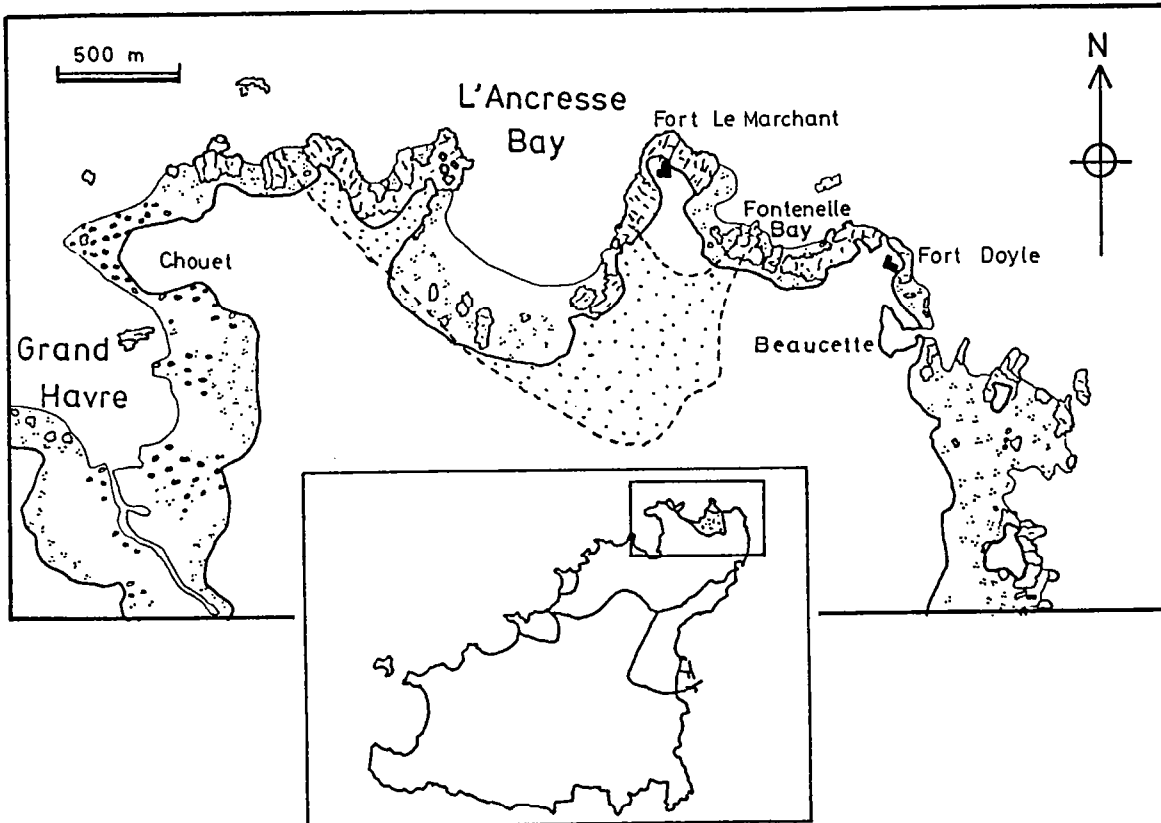 500 m
N
L'Ancresse
Bay
Fort Le Marchant
Fontenelle
Bay
Chouet
Fort Doyle
Grand
Havre
Beaucette